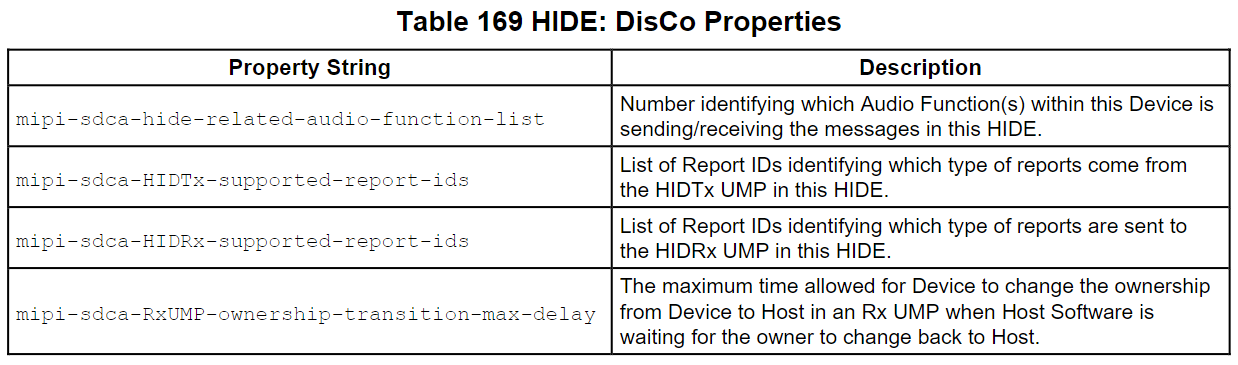 Table 169 HIDE: DisCo Properties
Property String
Description
mipi-sdca-hide-related-audio-function-list
Number identifying which Audio Function(s) within this Device is
sending/receiving the messages in this HIDE.
mipi-sdca-HIDTx-supported-report-ids
List of Report IDs identifying which type of reports come from
the HIDTx UMP in this HIDE.
mipi-sdca-HIDRx-supported-report-ids
List of Report IDs identifying which type of reports are sent to
the HIDRx UMP in this HIDE.
mipi-sdca-RxUMP-ownership-transition-max-delay
The maximum time allowed for Device to change the ownership
from Device to Host in an Rx UMP when Host Software is
waiting for the owner to change back to Host.